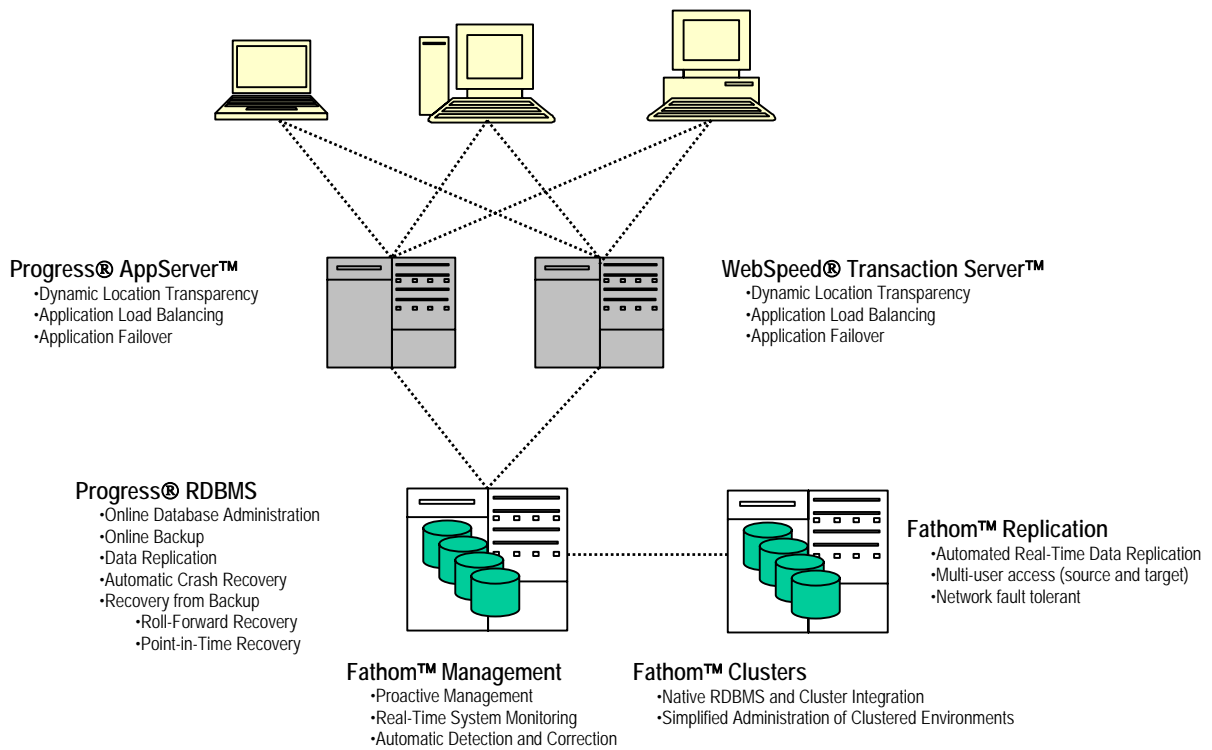 Progress® AppServer™
•Dynamic Location Transparency
•Application Load Balancing
•Application Failover
WebSpeed® Transaction Server™
•Dynamic Location Transparency
•Application Load Balancing
•Application Failover
Progress® RDBMS
•Online Database Administration
•Online Backup
•Data Replication
•Automatic Crash Recovery
•Recovery from Backup
•Roll-Forward Recovery
•Point-in-Time Recovery
Fathom™ Replication
•Automated Real-Time Data Replication
•Multi-user access (source and target)
•Network fault tolerant
Fathom™ Management
•Proactive Management
•Real-Time System Monitoring
•Automatic Detection and Correction
Fathom™ Clusters
•Native RDBMS and Cluster Integration
•Simplified Administration of Clustered Environments